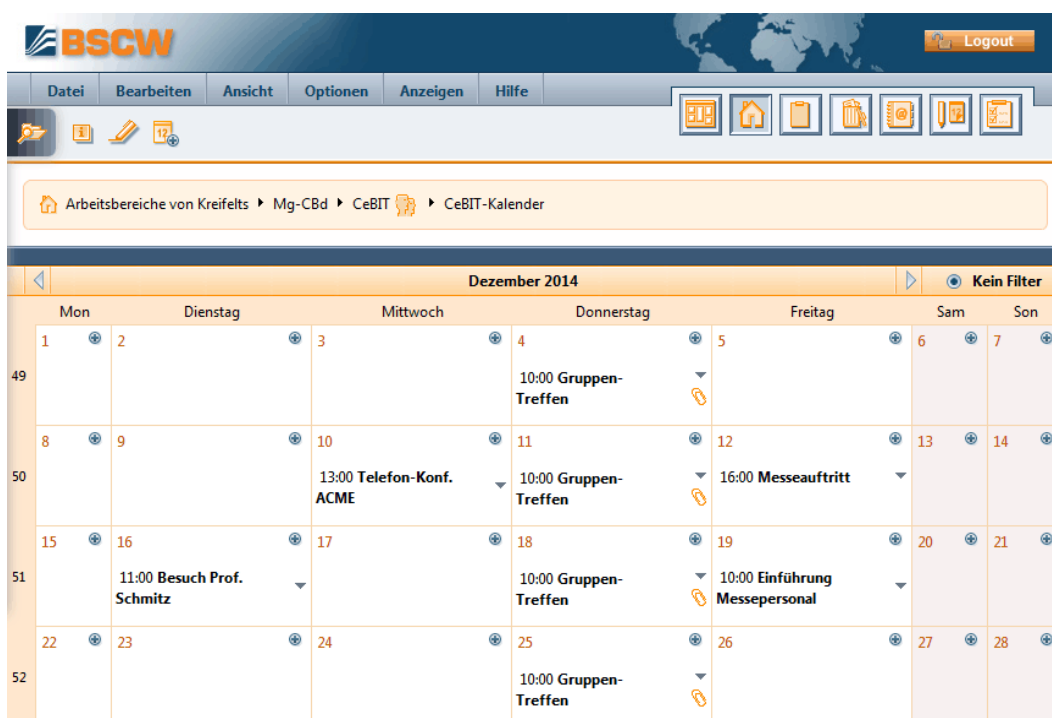 BSCW
Logout
Datei Bearbeiten Ansicht Optionen Anzeigen Hilfe
Arbeitsbereiche von Kreifelts Mg-CBd CeBIT CeBIT-Kalender
Dezember 2014 Kein Filter
Mon Dienstag Mittwoch Donnerstag Freitag Sam Son
1 2 3 4 5 6 7
49
10:00 Gruppen-
Treffen
8 9 10 11 12 13 14
50
13:00 Telefon-Konf.
ACME
10:00 Gruppen-
Treffen
16:00 Messeauftritt
15 16 17 18 19 20 21
51
11:00 Besuch Prof.
Schmitz
10:00 Gruppen-
Treffen
10:00 Einführung
Messepersonal
22 23 24 25 26 27 28
52
10:00 Gruppen-
Treffen